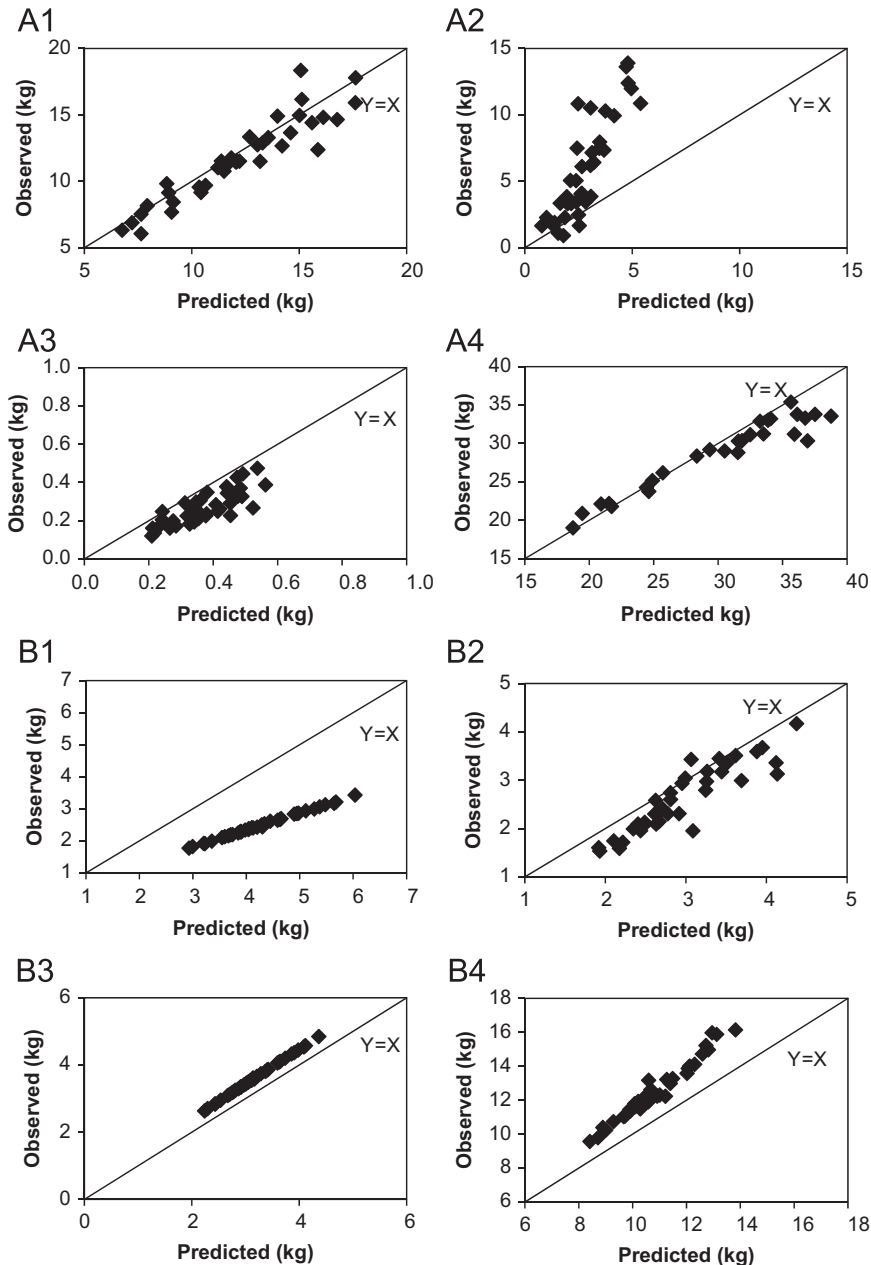 A1
20
15
10
5
Observed (kg)
Y=X
5 10 15 20
Predicted (kg)
A2
15
10
5
0
Observed (kg)
Y=X
0 5 10 15
Predicted (kg)
A3
1.0
0.8
0.6
0.4
0.2
0.0
Observed (kg)
Y=X
0.0 0.2 0.4 0.6 0.8 1.0
Predicted (kg)
A4
40
35
30
25
20
15
Observed (kg)
Y=X
15 20 25 30 35 40
Predicted kg)
B1
7
6
5
4
3
2
1
Observed (kg)
Y=X
1 2 3 4 5 6 7
Predicted (kg)
B2
5
4
3
2
1
Observed (kg)
Y=X
1 2 3 4 5
Predicted (kg)
B3
6
4
2
0
Observed (kg)
Y=X
0 2 4 6
Predicted (kg)
B4
18
16
14
12
10
8
6
Observed (kg)
Y=X
6 8 10 12 14 16 18
Predicted (kg)